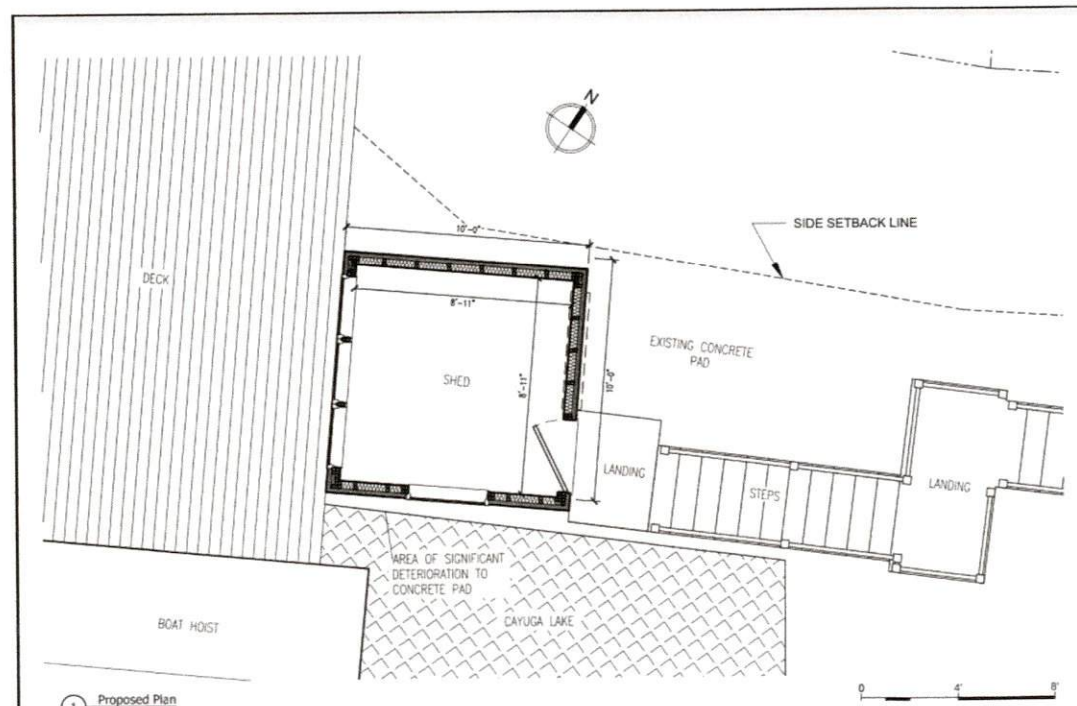 N
SIDE SETBACK LINE
10'-0"
DECK
8'-11"
EXISTING CONCRETE
PAD
SHED
8'-11"
10'-0"
LANDING
STEPS
LANDING
AREA OF SIGNIFICANT
DETERIORATION TO
CONCRETE PAD
CAYUGA LAKE
BOAT HOIST
1 Proposed Plan
0 4' 8'